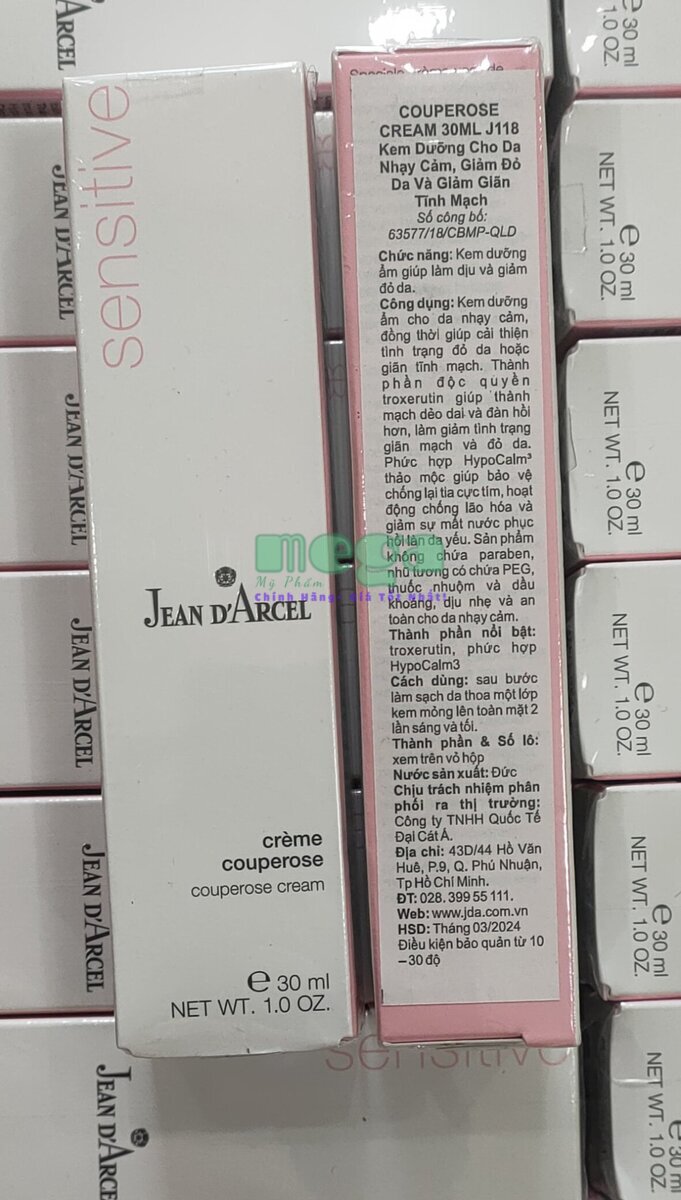 sensitive
JEAN D'ARCEL
crème
couperose
couperose cream
e 30 ml
NET WT. 1.0 OZ.
COUPEROSE
CREAM 30ML J118
Kem Dưỡng Cho Da
Nhạy Cảm, Giảm Đỏ
Da Và Giảm Giãn
Tĩnh Mạch
Số công bố:
63577/18/CBMP-QLD
Chức năng: Kem dưỡng
ẩm giúp làm dịu và giảm
đỏ da.
Công dụng: Kem dưỡng
ẩm cho da nhạy cảm,
đồng thời giúp cải thiện
tình trạng đỏ da hoặc
giãn tĩnh mạch. Thành
phần độc quyền
troxerutin giúp thành
mạch dẻo dai và đàn hồi
hơn, làm giảm tình trạng
giãn mạch và đỏ da.
Phức hợp HypoCalm³
thảo mộc giúp bảo vệ
chống lại tia cực tím, hoạt
động chống lão hóa và
giảm sự mất nước phục
hồi làn da yếu. Sản phẩm
không chứa paraben,
nhũ tương có chứa PEG,
thuốc nhuộm và dầu
khoáng, dịu nhẹ và an
toàn cho da nhạy cảm.
Thành phần nổi bật:
troxerutin, phức hợp
HypoCalm3
Cách dùng: sau bước
làm sạch da thoa một lớp
kem mỏng lên toàn mặt 2
lần sáng và tối.
Thành phần & Số lô:
xem trên vỏ hộp
Nước sản xuất: Đức
Chịu trách nhiệm phân
phối ra thị trường:
Công ty TNHH Quốc Tế
Đại Cát Á.
Địa chỉ: 43D/44 Hồ Văn
Huê, P.9, Q. Phú Nhuận,
Tp Hồ Chí Minh.
ĐT: 028. 399 55 111.
Web: www.jda.com.vn
HSD: Tháng 03/2024
Điều kiện bảo quản từ 10
–30 độ
mega
Mỹ Phẩm
Chính Hãng- Giá Tốt Nhất!
JEAN D'ARCEL
JEAN D'ARCEL
JEAN D'ARCEL
JEAN D'ARCEL
JEAN D'ARCEL
e 30 ml
NET WT. 1.0 OZ.
e 30 ml
NET WT. 1.0 OZ.
e 30 ml
NET WT. 1.0 OZ.
e 30 ml
NET WT. 1.0 OZ.
e 30 ml
NET WT. 1.0 OZ.
sensitive